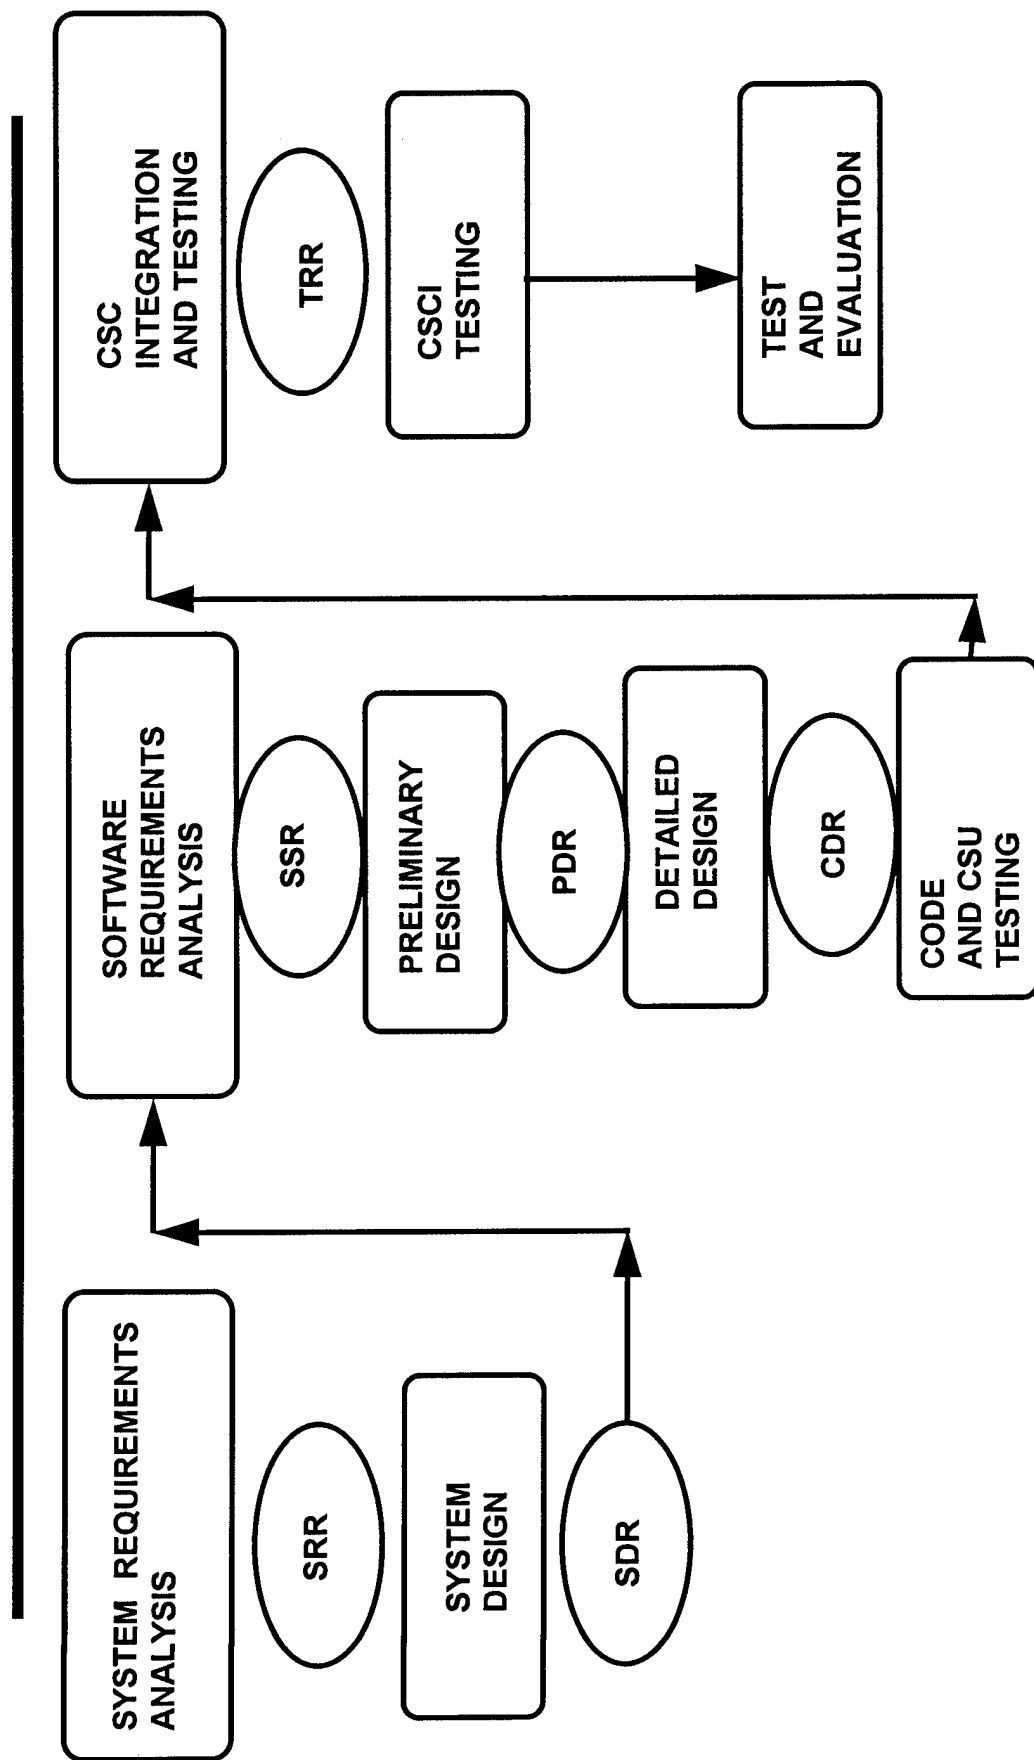 SYSTEM REQUIREMENTS
ANALYSIS
SRR
SYSTEM
DESIGN
SDR
SOFTWARE
REQUIREMENTS
ANALYSIS
SSR
PRELIMINARY
DESIGN
PDR
DETAILED
DESIGN
CDR
CODE
AND CSU
TESTING
CSC
INTEGRATION
AND TESTING
TRR
CSCI
TESTING
TEST
AND
EVALUATION